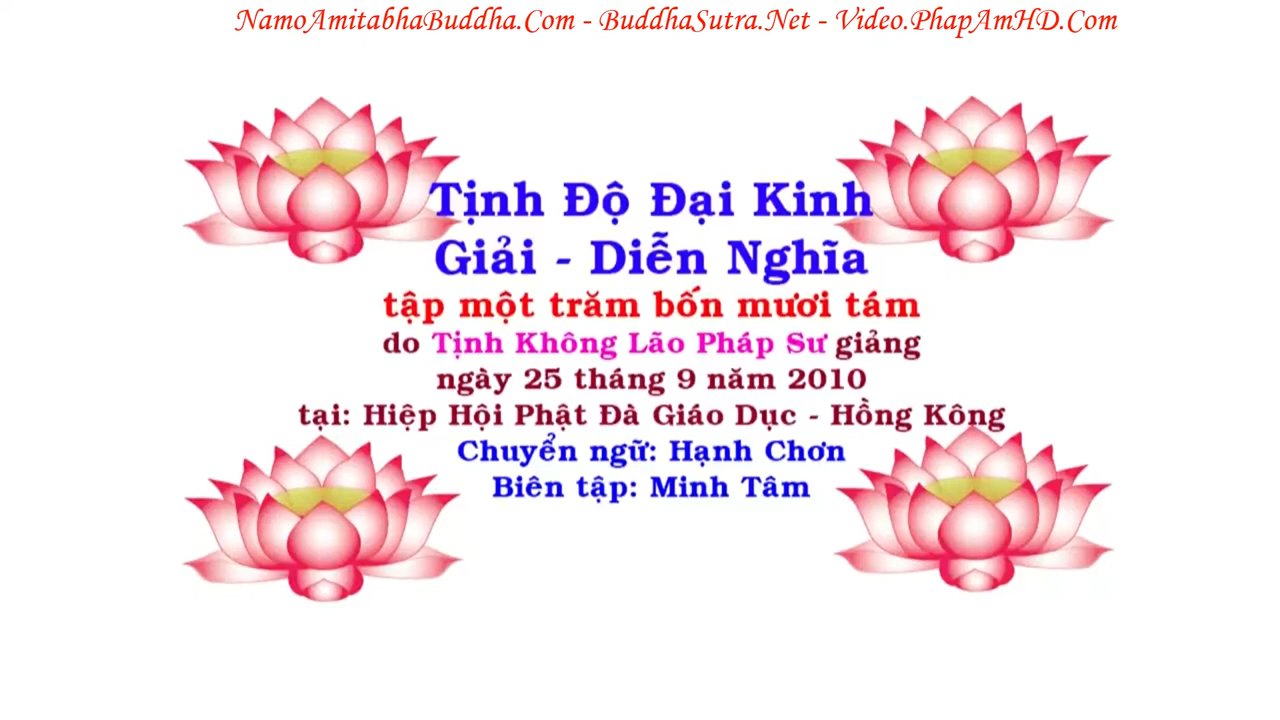 NamoAmitabhaBuddha.Com - BuddhaSutra.Net - Video.PhapAmHD.Com
Tịnh Độ Đại Kinh
Giải - Diễn Nghĩa
tập một trăm bốn mươi tám
do Tịnh Không Lão Pháp Sư giảng
ngày 25 tháng 9 năm 2010
tại: Hiệp Hội Phật Đà Giáo Dục - Hồng Kông
Chuyển ngữ: Hạnh Chơn
Biên tập: Minh Tâm